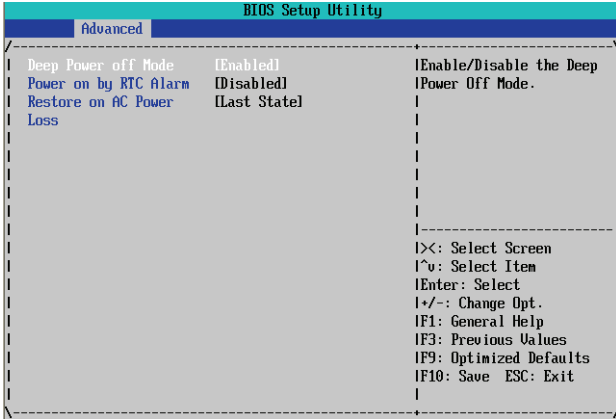 BIOS Setup Utility
Advanced
Deep Power off Mode [Enabled]
Power on by RTC Alarm [Disabled]
Restore on AC Power [Last State]
Loss
Enable/Disable the Deep
Power Off Mode.
><: Select Screen
^v: Select Item
Enter: Select
+/-: Change Opt.
F1: General Help
F3: Previous Values
F9: Optimized Defaults
F10: Save ESC: Exit